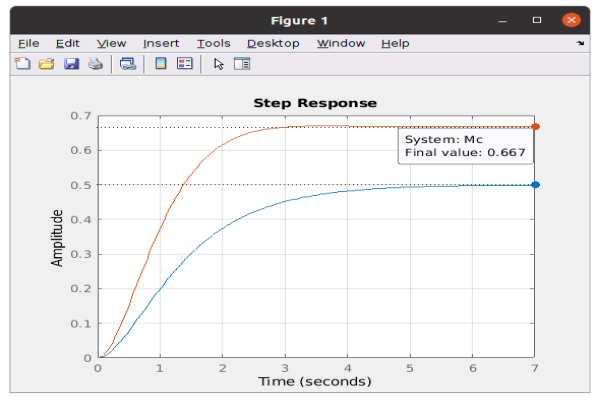 Figure 1
File Edit View Insert Tools Desktop Window Help
Step Response
0.7
0.6
0.5
0.4
0.3
0.2
0.1
0
Amplitude
System: Mc
Final value: 0.667
0 1 2 3 4 5 6 7
Time (seconds)